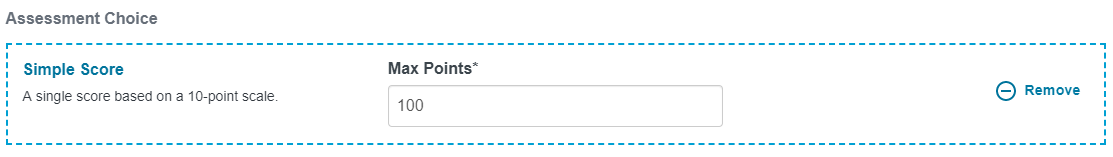 Assessment Choice
Simple Score
A single score based on a 10-point scale.
Max Points*
100
Remove